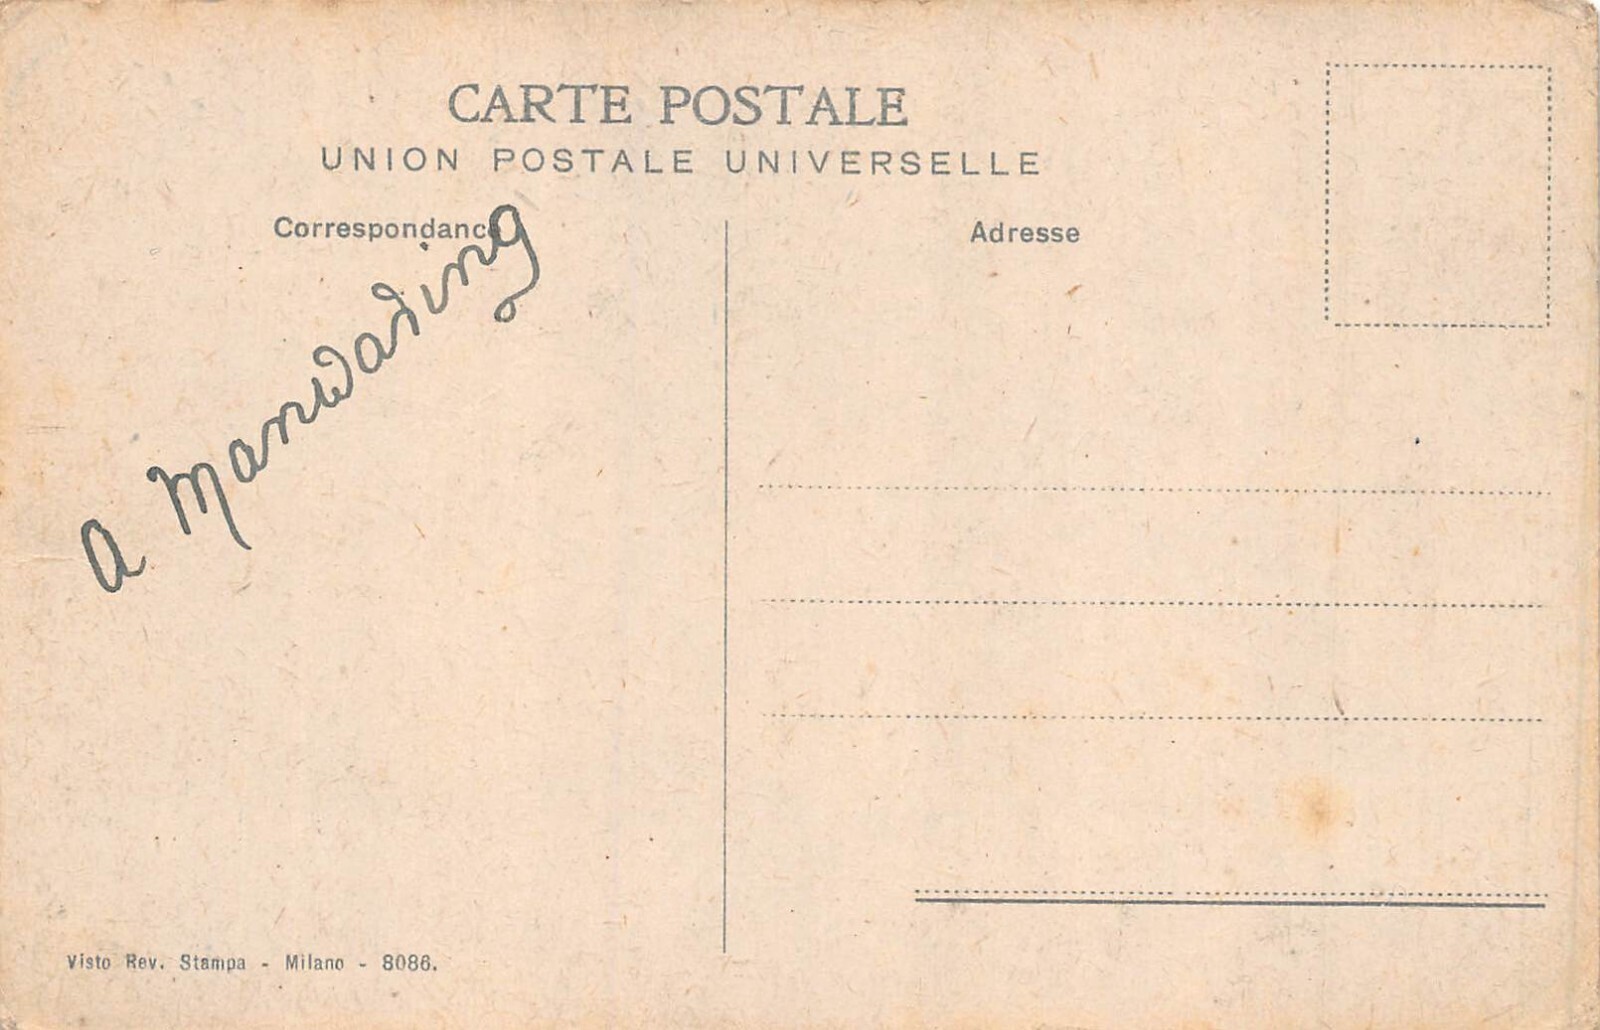 CARTE POSTALE
UNION POSTALE UNIVERSELLE
Correspondance
Adresse
A Manwaring
Visto Rev. Stampa - Milano - 8086.